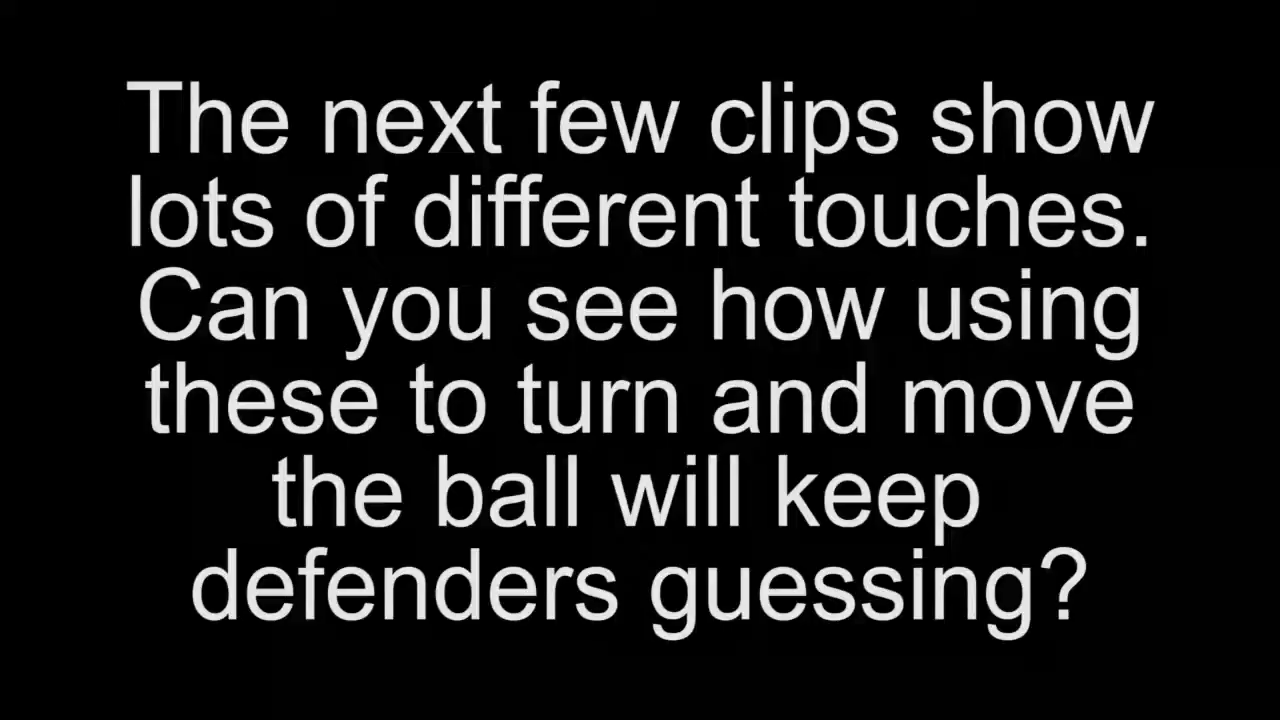 The next few clips show
lots of different touches.
Can you see how using
these to turn and move
the ball will keep
defenders guessing?